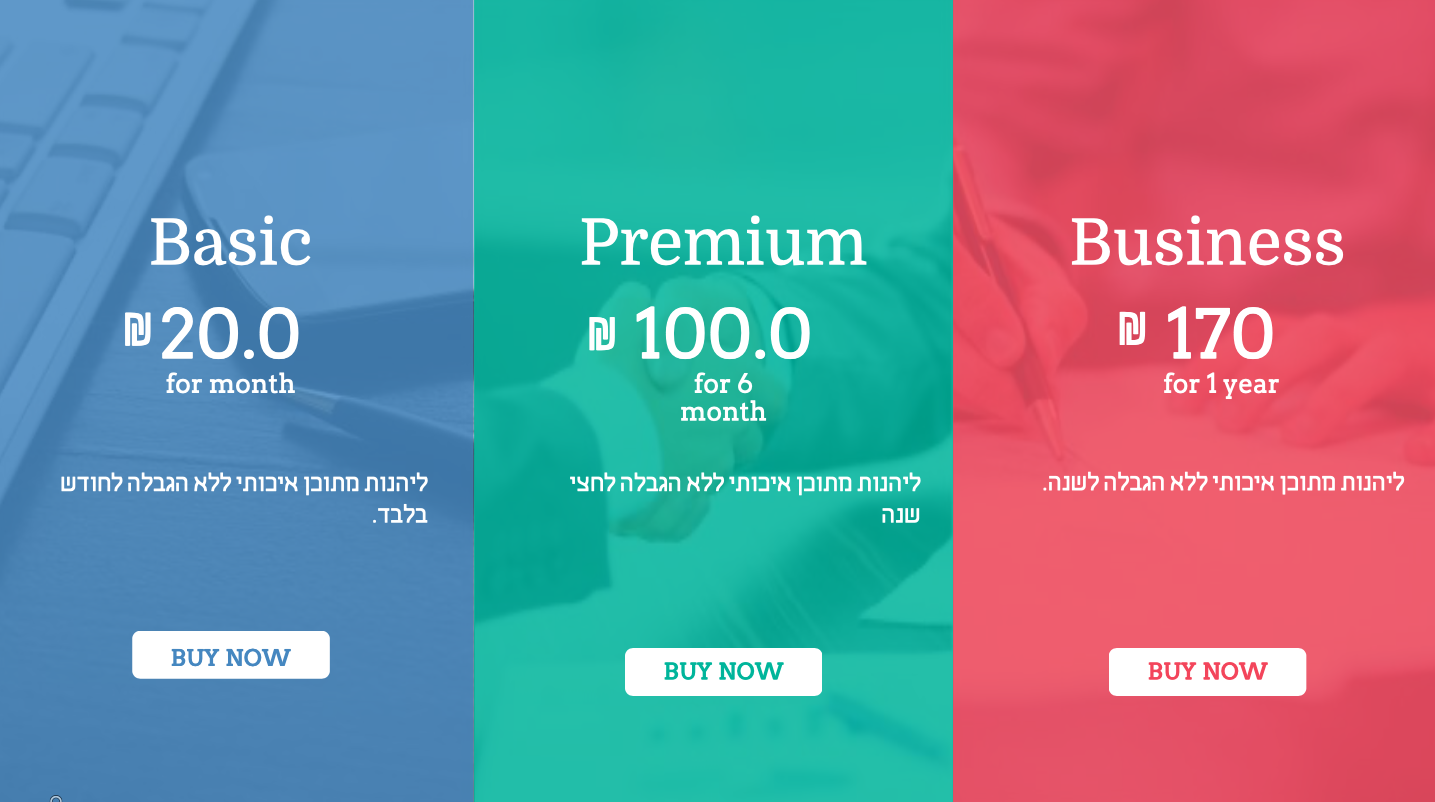 Basic
₪ 20.0
for month
ליהנות מתוכן איכותי ללא הגבלה לחודש
בלבד.
BUY NOW
Premium
₪ 100.0
for 6
month
ליהנות מתוכן איכותי ללא הגבלה לחצי
שנה
BUY NOW
Business
₪ 170
for 1 year
ליהנות מתוכן איכותי ללא הגבלה לשנה.
BUY NOW